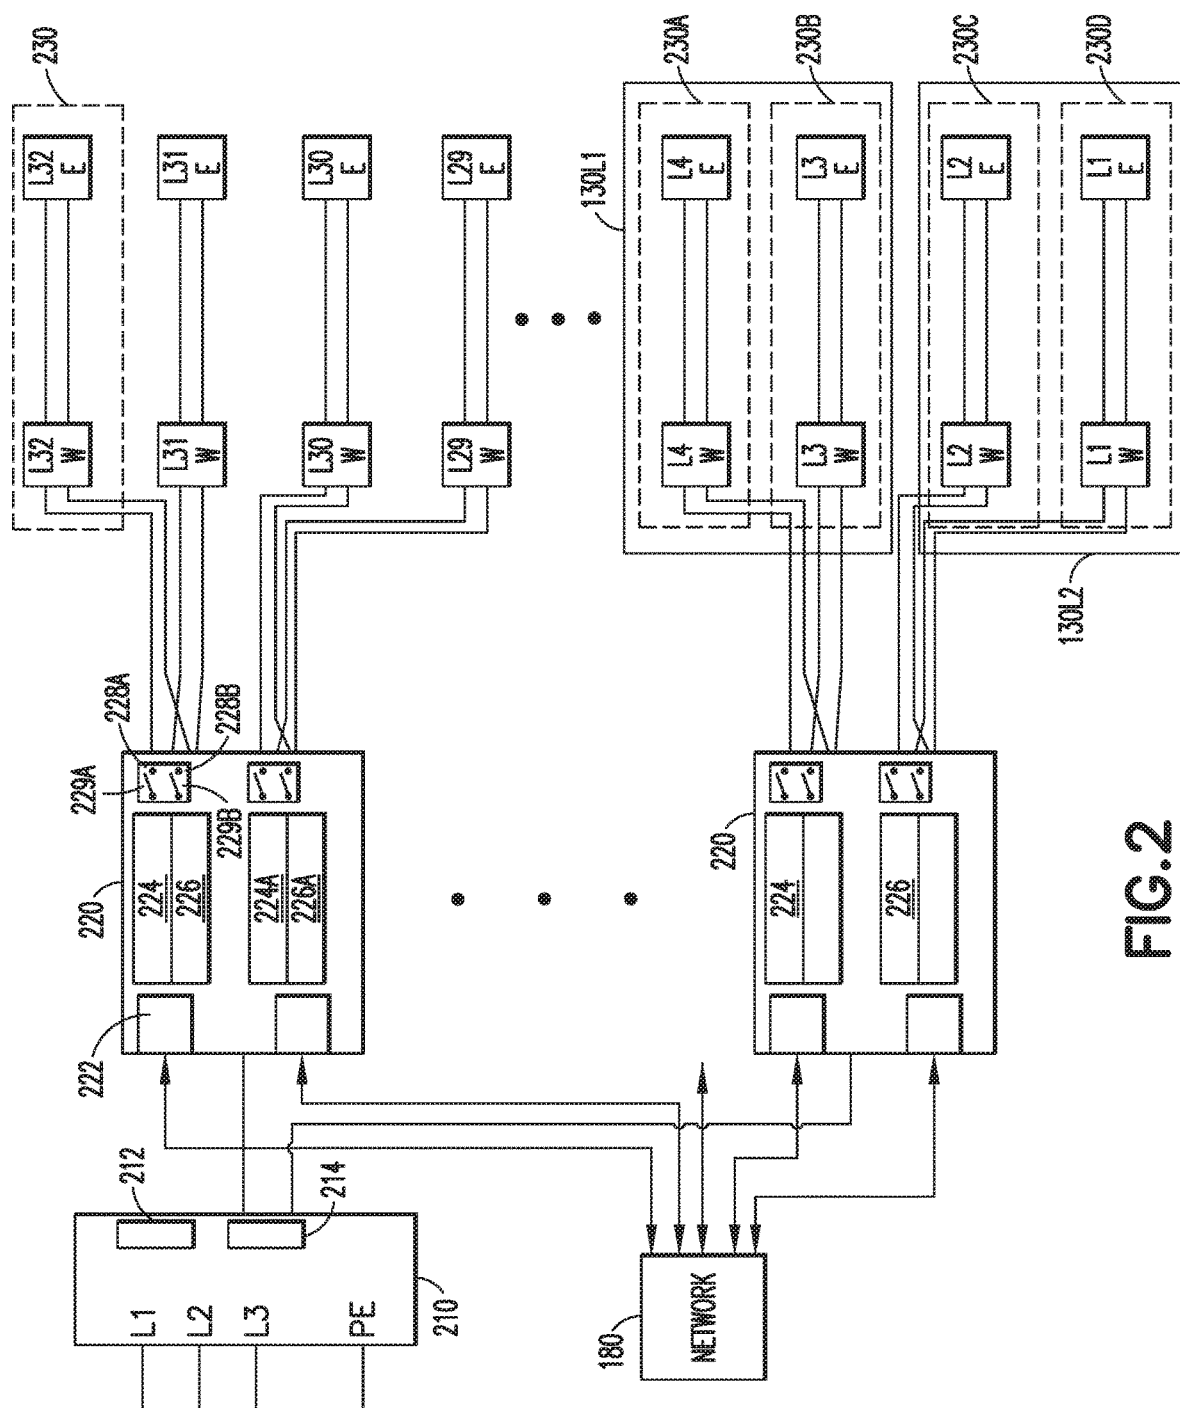 230
L32
E
L31
E
L30
E
L29
E
L32
W
L31
W
L30
W
L29
W
130L1
230A
230B
230C
230D
L4
E
L3
E
L2
E
L1
E
L4
W
L3
W
L2
W
L1
W
130L2
228A
229A
228B
229B
220
224
226
224A
226A
222
220
224
226
212
214
L1
L2
L3
PE
210
180
NETWORK
FIG.2